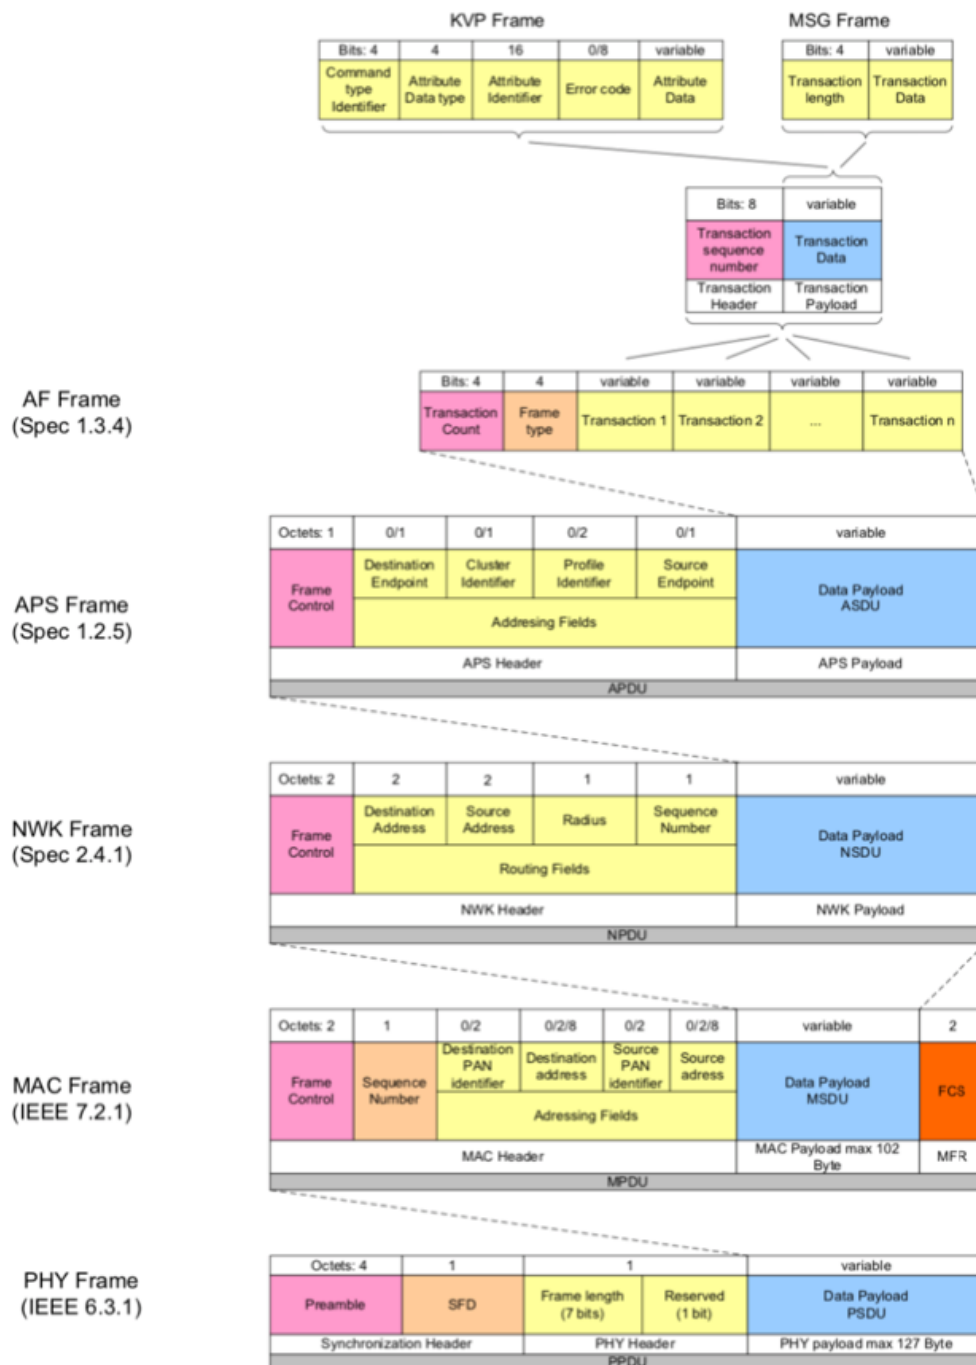 KVP Frame
MSG Frame
Bits: 4 4 16 0/8 variable
Command type Identifier
Attribute Data type
Attribute Identifier
Error code
Attribute Data
Bits: 4 variable
Transaction length
Transaction Data
Bits: 8 variable
Transaction sequence number
Transaction Data
Transaction Header
Transaction Payload
AF Frame
(Spec 1.3.4)
Bits: 4 4 variable variable variable variable
Transaction Count
Frame type
Transaction 1
Transaction 2
...
Transaction n
APS Frame
(Spec 1.2.5)
Octets: 1 0/1 0/1 0/2 0/1 variable
Frame Control
Destination Endpoint
Cluster Identifier
Profile Identifier
Source Endpoint
Addresing Fields
Data Payload
ASDU
APS Header
APS Payload
APDU
NWK Frame
(Spec 2.4.1)
Octets: 2 2 2 1 1 variable
Frame Control
Destination Address
Source Address
Radius
Sequence Number
Routing Fields
Data Payload
NSDU
NWK Header
NWK Payload
NPDU
MAC Frame
(IEEE 7.2.1)
Octets: 2 1 0/2 0/2/8 0/2 0/2/8 variable 2
Frame Control
Sequence Number
Destination PAN identifier
Destination address
Source PAN identifier
Source adress
Adressing Fields
Data Payload
MSDU
FCS
MAC Header
MAC Payload max 102 Byte
MFR
MPDU
PHY Frame
(IEEE 6.3.1)
Octets: 4 1 1 variable
Preamble
SFD
Frame length
(7 bits)
Reserved
(1 bit)
Data Payload
PSDU
Synchronization Header
PHY Header
PHY payload max 127 Byte
PPDU